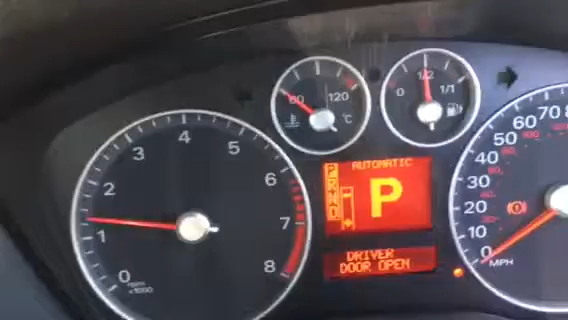 60 120
°C
0 1/2 1/1
0 1 2 3 4 5 6 7 8
x1000
AUTOMATIC
P
R
N
D
P
DRIVER
DOOR OPEN
0 10 20 30 40 50 60 70
MPH